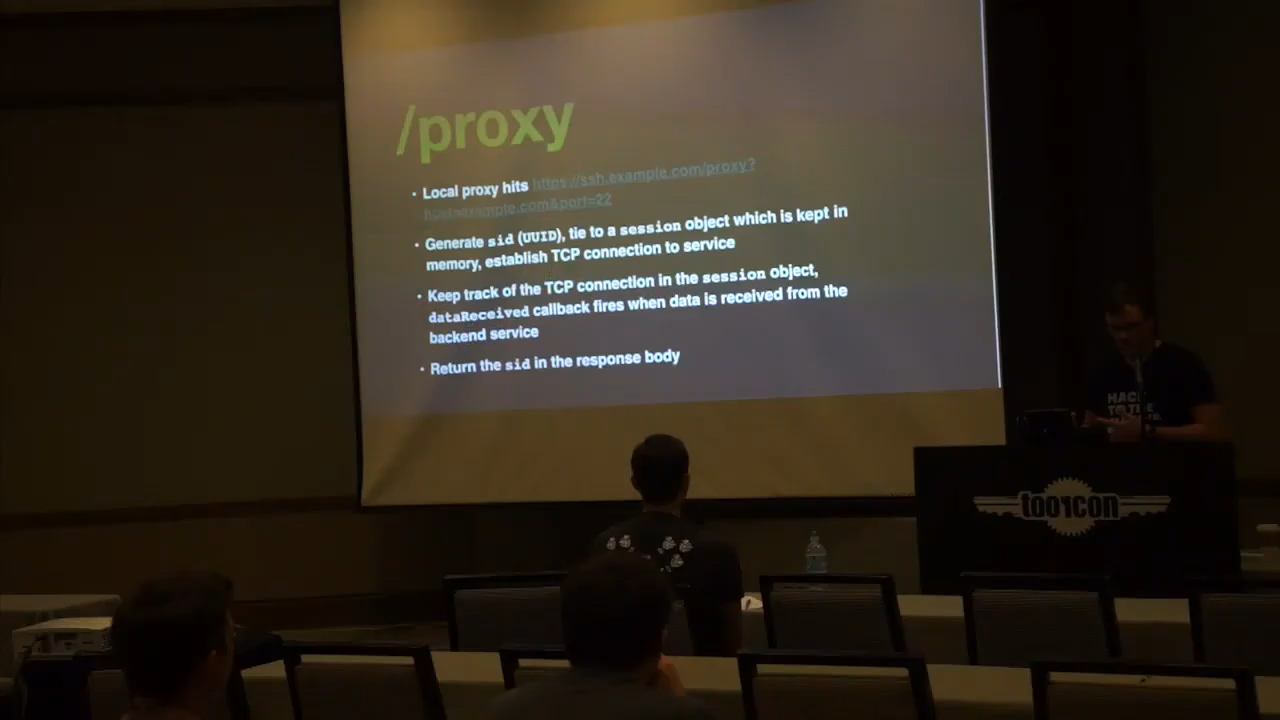 /proxy
• Local proxy hits https://ssh.example.com/proxy?
host=example.com&port=22
• Generate sid (UUID), tie to a session object which is kept in
memory, establish TCP connection to service
• Keep track of the TCP connection in the session object,
dataReceived callback fires when data is received from the
backend service
• Return the sid in the response body
HACK
TO THE
toorcon